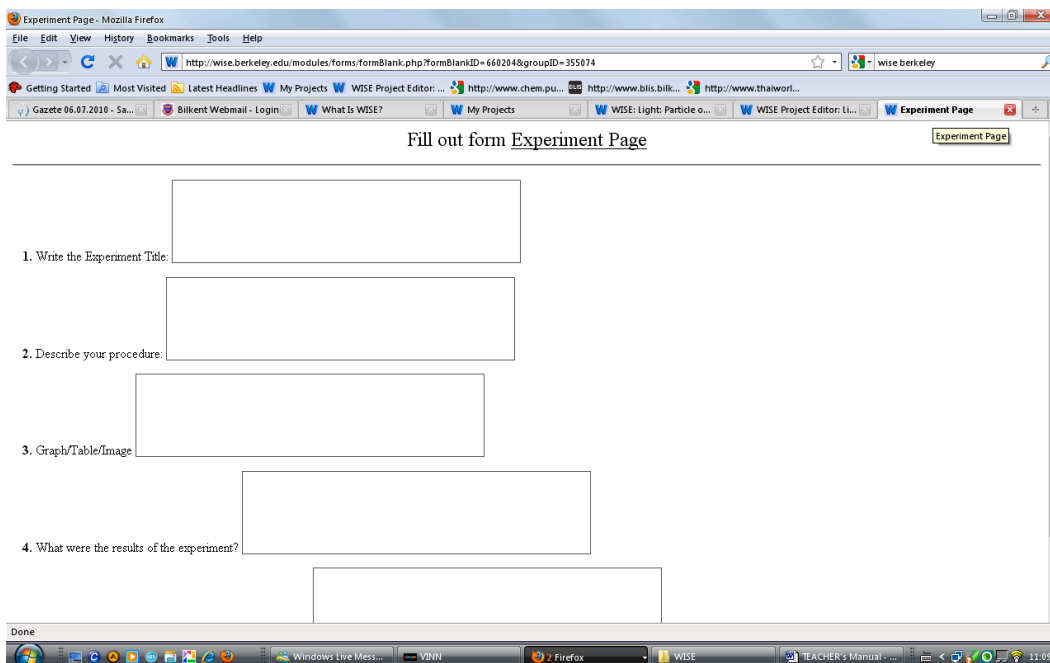 Experiment Page - Mozilla Firefox
File Edit View History Bookmarks Tools Help
http://wise.berkeley.edu/modules/forms/formBlank.php?formBlankID=660204&groupID=355074
wise berkeley
Getting Started Most Visited Latest Headlines My Projects WISE Project Editor: ... http://www.chem.pu... http://www.blis.bilk... http://www.thaiworl...
Gazete 06.07.2010 - Sa... Bilkent Webmail - Login What Is WISE? My Projects WISE: Light: Particle o... WISE Project Editor: Li... Experiment Page
Experiment Page
Fill out form Experiment Page
1. Write the Experiment Title:
2. Describe your procedure:
3. Graph/Table/Image
4. What were the results of the experiment?
Done
Windows Live Mess... VINN 2 Firefox WISE TEACHER's Manual - ... 11:09